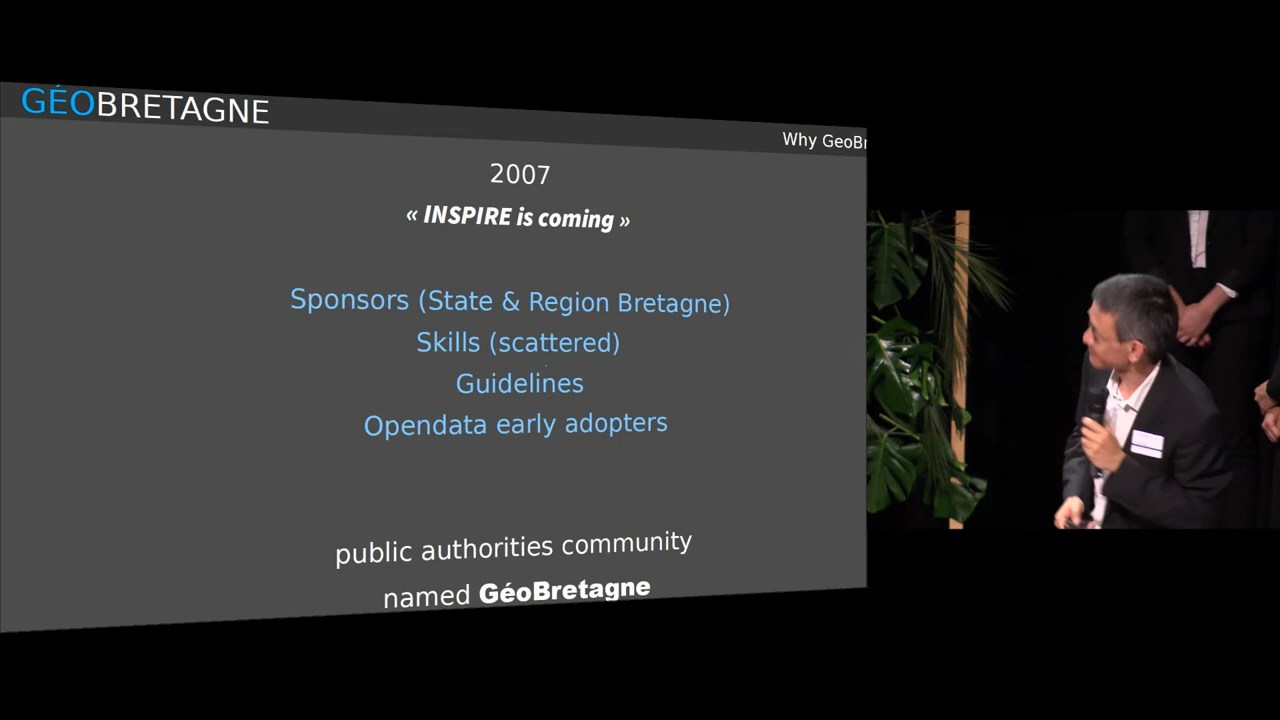 GÉOBRETAGNE
Why GeoBr
2007
« INSPIRE is coming »
Sponsors (State & Region Bretagne)
Skills (scattered)
Guidelines
Opendata early adopters
public authorities community
named GéoBretagne